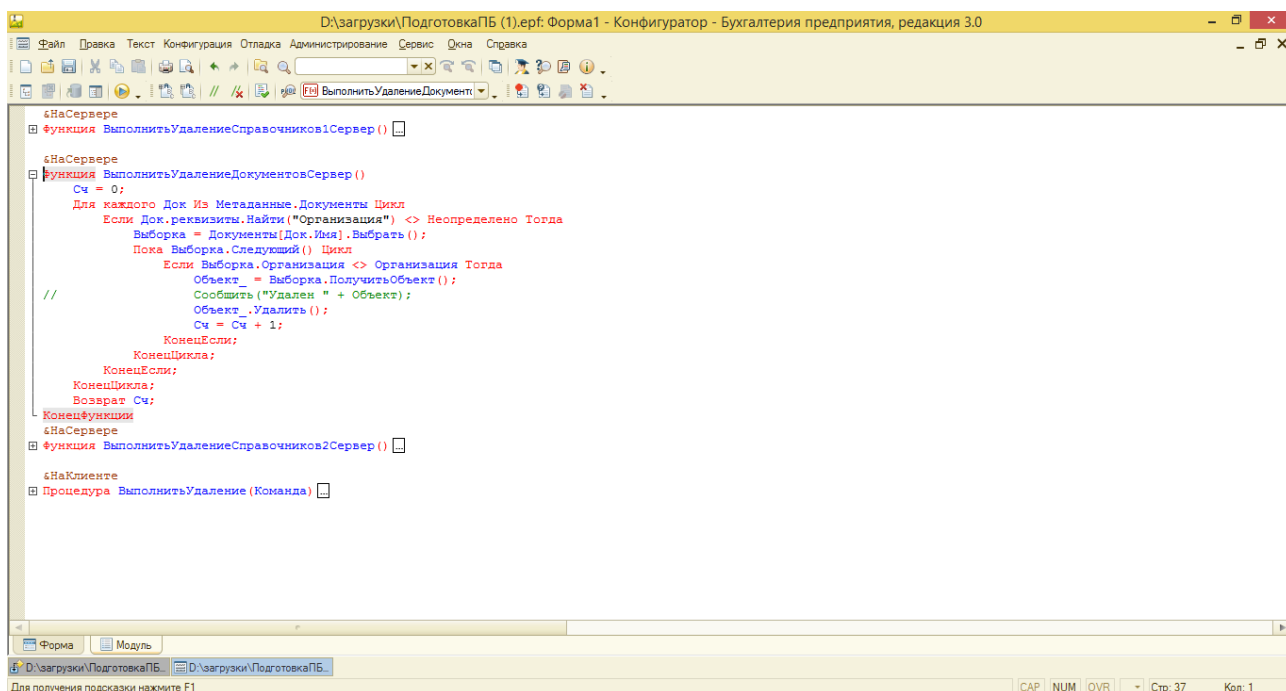 D:\загрузки\ПодготовкаПБ (1).epf: Форма1 - Конфигуратор - Бухгалтерия предприятия, редакция 3.0
Файл Правка Текст Конфигурация Отладка Администрирование Сервис Окна Справка
ВыполнитьУдалениеДокументо
&НаСервере
Функция ВыполнитьУдалениеСправочников1Сервер() ...
&НаСервере
Функция ВыполнитьУдалениеДокументовСервер()
Сч = 0;
Для каждого Док Из Метаданные.Документы Цикл
Если Док.реквизиты.Найти("Организация") <> Неопределено Тогда
Выборка = Документы[Док.Имя].Выбрать();
Пока Выборка.Следующий() Цикл
Если Выборка.Организация <> Организация Тогда
Объект_ = Выборка.ПолучитьОбъект();
// Сообщить("Удален " + Объект);
Объект_.Удалить();
Сч = Сч + 1;
КонецЕсли;
КонецЦикла;
КонецЕсли;
КонецЦикла;
Возврат Сч;
КонецФункции
&НаСервере
Функция ВыполнитьУдалениеСправочников2Сервер() ...
&НаКлиенте
Процедура ВыполнитьУдаление(Команда) ...
Форма Модуль
D:\загрузки\ПодготовкаПБ... D:\загрузки\ПодготовкаПБ...
Для получения подсказки нажмите F1 CAP NUM OVR Стр: 37 Кол: 1